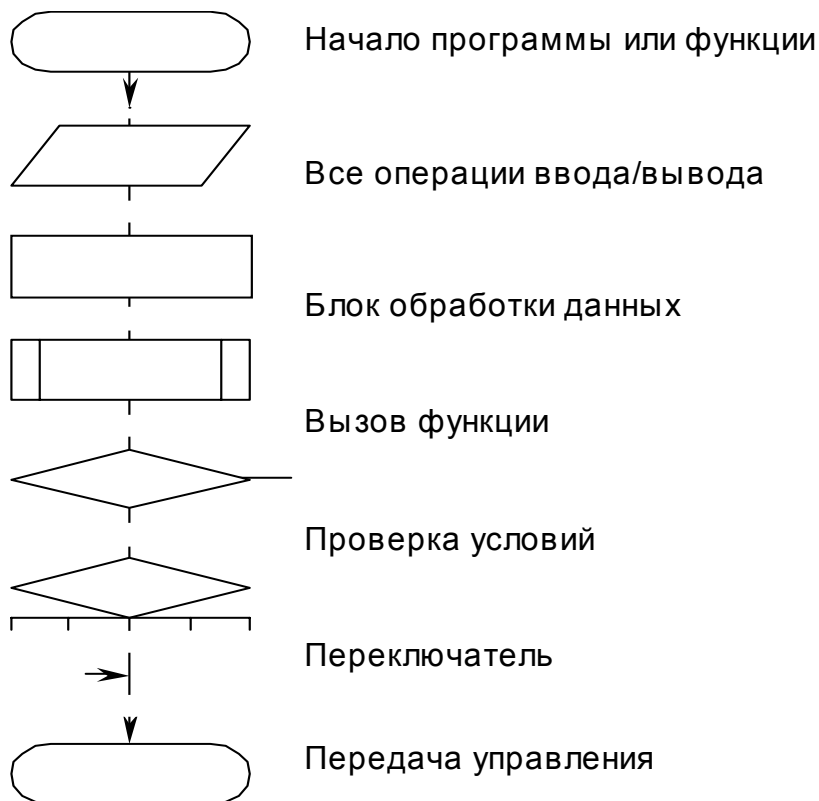 Начало программы или функции
Все операции ввода/вывода
Блок обработки данных
Вызов функции
Проверка условий
Переключатель
Передача управления